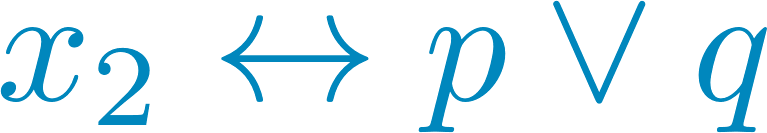 x₂ ↔ p ∨ q